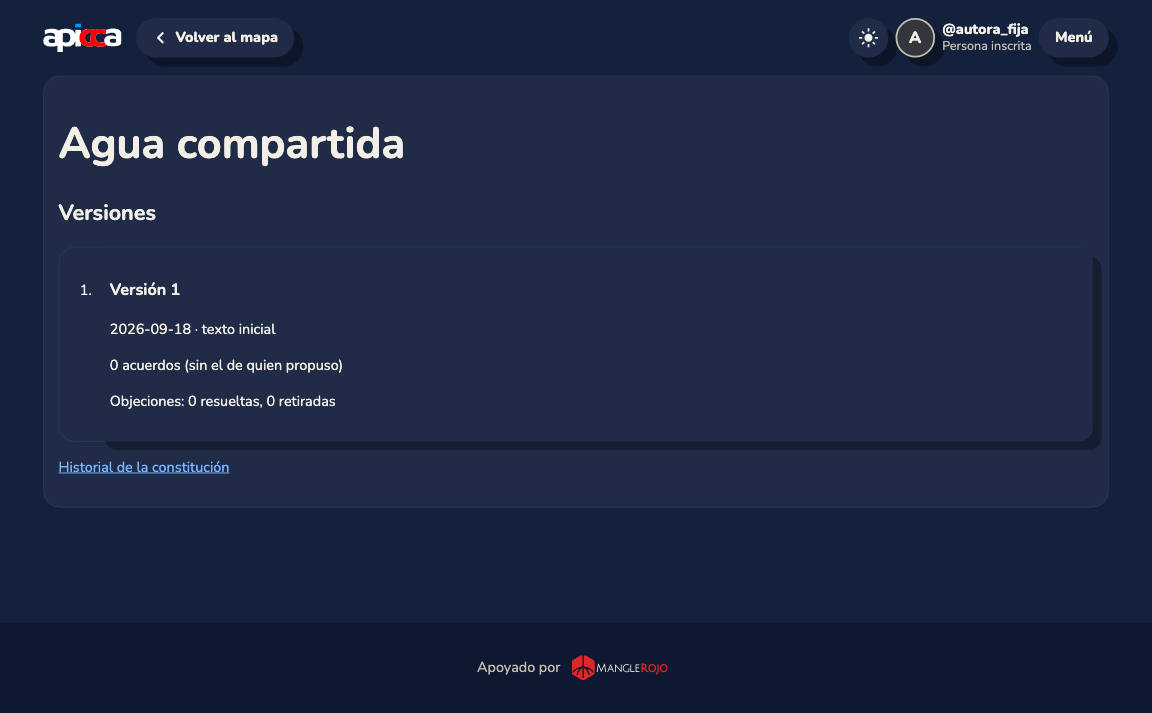 apicca
Volver al mapa
A
@autora_fija
Persona inscrita
Menú
Agua compartida
Versiones
1. Versión 1
2026-09-18 · texto inicial
0 acuerdos (sin el de quien propuso)
Objeciones: 0 resueltas, 0 retiradas
Historial de la constitución
Apoyado por MANGLEROJO